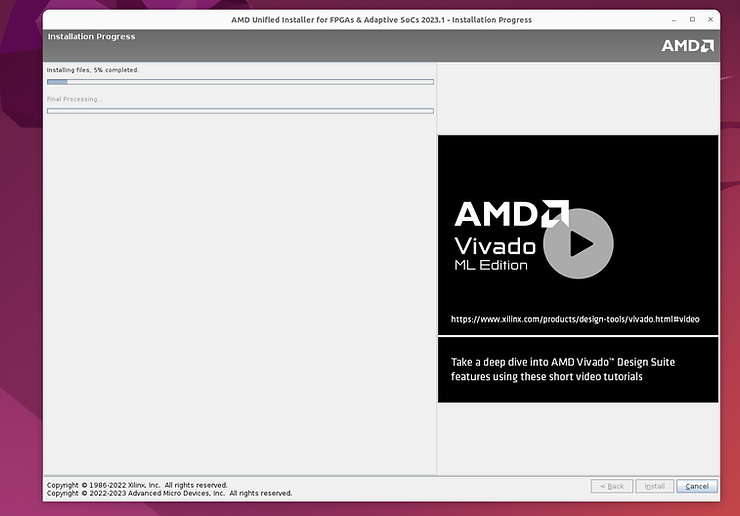 AMD Unified Installer for FPGAs & Adaptive SoCs 2023.1 - Installation Progress
Installation Progress
AMD
Installing files, 5% completed.
Final Processing...
AMD
Vivado
ML Edition
https://www.xilinx.com/products/design-tools/vivado.html#video
Take a deep dive into AMD Vivado™ Design Suite
features using these short video tutorials
Copyright © 1986-2022 Xilinx, Inc. All rights reserved.
Copyright © 2022-2023 Advanced Micro Devices, Inc. All rights reserved.
< Back
Install
Cancel